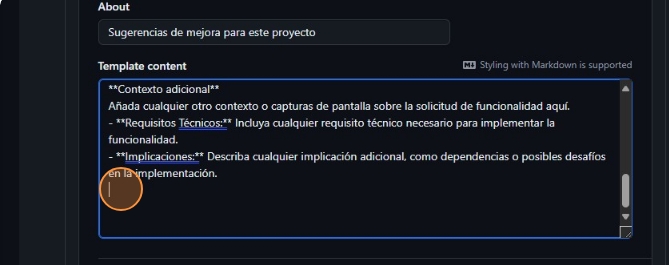 About
Sugerencias de mejora para este proyecto
Template content
Styling with Markdown is supported
**Contexto adicional**
Añada cualquier otro contexto o capturas de pantalla sobre la solicitud de funcionalidad aquí.
- **Requisitos Técnicos:** Incluya cualquier requisito técnico necesario para implementar la
funcionalidad.
- **Implicaciones:** Describa cualquier implicación adicional, como dependencias o posibles desafíos
en la implementación.